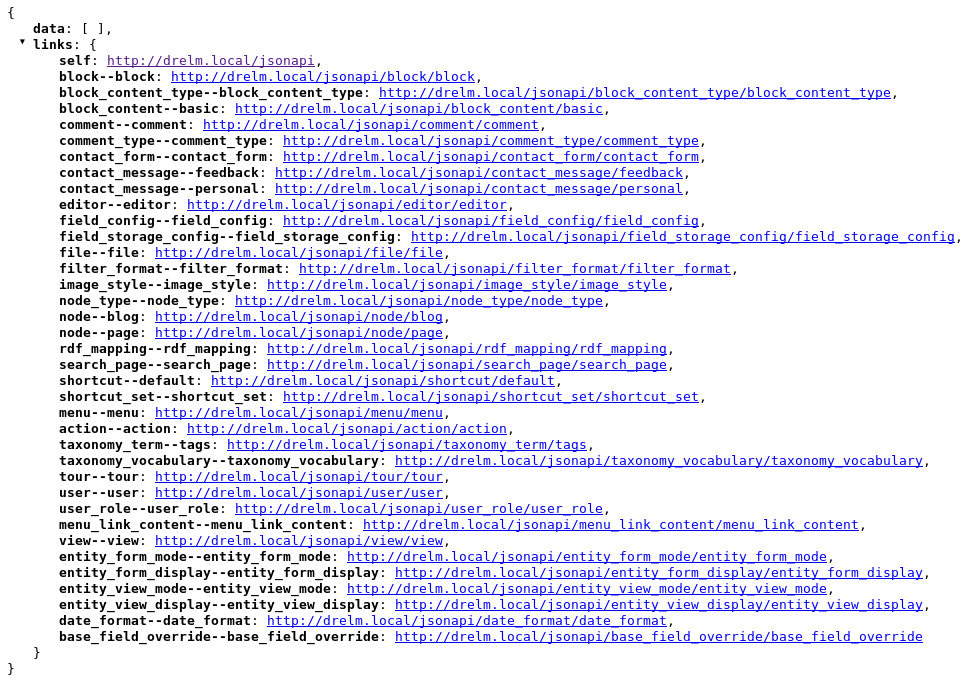 {
data: [ ],
links: {
self: http://drelm.local/jsonapi,
block--block: http://drelm.local/jsonapi/block/block,
block_content_type--block_content_type: http://drelm.local/jsonapi/block_content_type/block_content_type,
block_content--basic: http://drelm.local/jsonapi/block_content/basic,
comment--comment: http://drelm.local/jsonapi/comment/comment,
comment_type--comment_type: http://drelm.local/jsonapi/comment_type/comment_type,
contact_form--contact_form: http://drelm.local/jsonapi/contact_form/contact_form,
contact_message--feedback: http://drelm.local/jsonapi/contact_message/feedback,
contact_message--personal: http://drelm.local/jsonapi/contact_message/personal,
editor--editor: http://drelm.local/jsonapi/editor/editor,
field_config--field_config: http://drelm.local/jsonapi/field_config/field_config,
field_storage_config--field_storage_config: http://drelm.local/jsonapi/field_storage_config/field_storage_config,
file--file: http://drelm.local/jsonapi/file/file,
filter_format--filter_format: http://drelm.local/jsonapi/filter_format/filter_format,
image_style--image_style: http://drelm.local/jsonapi/image_style/image_style,
node_type--node_type: http://drelm.local/jsonapi/node_type/node_type,
node--blog: http://drelm.local/jsonapi/node/blog,
node--page: http://drelm.local/jsonapi/node/page,
rdf_mapping--rdf_mapping: http://drelm.local/jsonapi/rdf_mapping/rdf_mapping,
search_page--search_page: http://drelm.local/jsonapi/search_page/search_page,
shortcut--default: http://drelm.local/jsonapi/shortcut/default,
shortcut_set--shortcut_set: http://drelm.local/jsonapi/shortcut_set/shortcut_set,
menu--menu: http://drelm.local/jsonapi/menu/menu,
action--action: http://drelm.local/jsonapi/action/action,
taxonomy_term--tags: http://drelm.local/jsonapi/taxonomy_term/tags,
taxonomy_vocabulary--taxonomy_vocabulary: http://drelm.local/jsonapi/taxonomy_vocabulary/taxonomy_vocabulary,
tour--tour: http://drelm.local/jsonapi/tour/tour,
user--user: http://drelm.local/jsonapi/user/user,
user_role--user_role: http://drelm.local/jsonapi/user_role/user_role,
menu_link_content--menu_link_content: http://drelm.local/jsonapi/menu_link_content/menu_link_content,
view--view: http://drelm.local/jsonapi/view/view,
entity_form_mode--entity_form_mode: http://drelm.local/jsonapi/entity_form_mode/entity_form_mode,
entity_form_display--entity_form_display: http://drelm.local/jsonapi/entity_form_display/entity_form_display,
entity_view_mode--entity_view_mode: http://drelm.local/jsonapi/entity_view_mode/entity_view_mode,
entity_view_display--entity_view_display: http://drelm.local/jsonapi/entity_view_display/entity_view_display,
date_format--date_format: http://drelm.local/jsonapi/date_format/date_format,
base_field_override--base_field_override: http://drelm.local/jsonapi/base_field_override/base_field_override
}
}